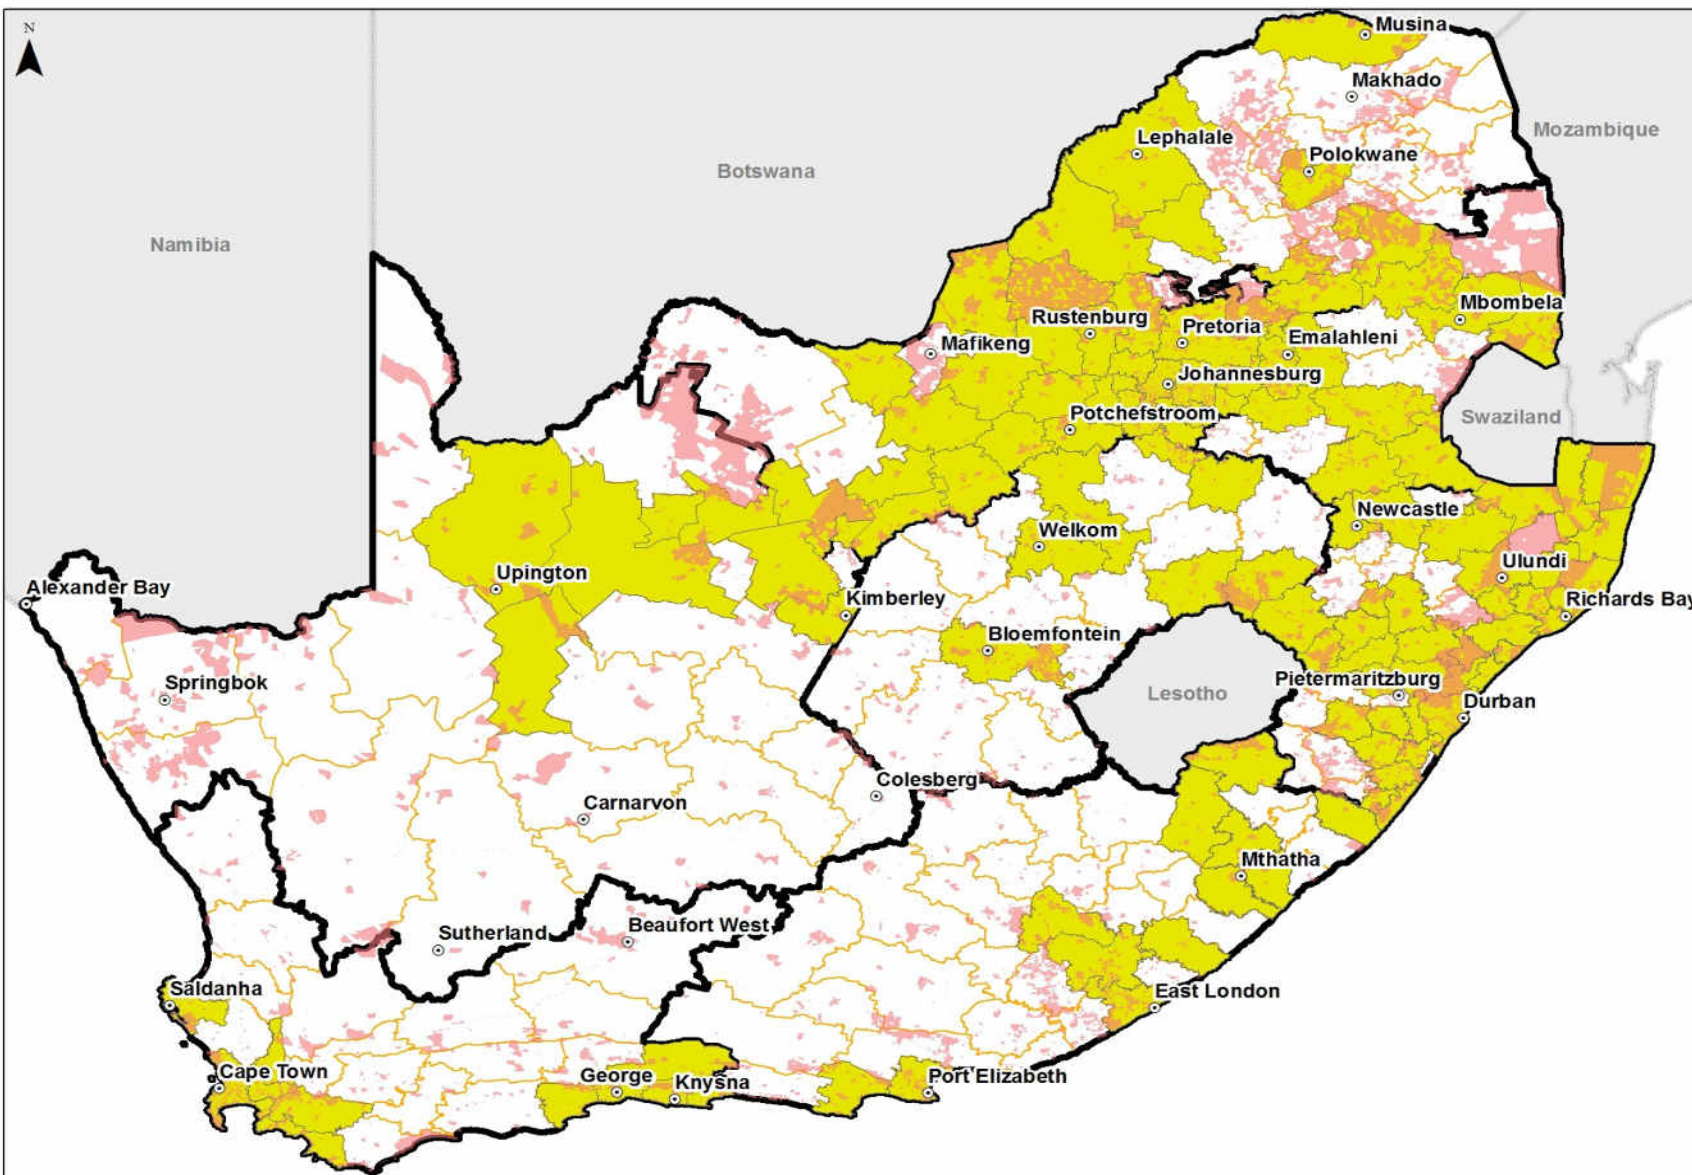 N
Musina
Makhado
Mozambique
Lephalale
Polokwane
Botswana
Namibia
Mbombela
Rustenburg
Pretoria
Emalahleni
Mafikeng
Johannesburg
Potchefstroom
Swaziland
Newcastle
Welkom
Ulundi
Upington
Alexander Bay
Kimberley
Richards Bay
Bloemfontein
Springbok
Pietermaritzburg
Lesotho
Durban
Colesberg
Carnarvon
Mthatha
Sutherland
Beaufort West
Saldanha
East London
Cape Town
George
Knysna
Port Elizabeth